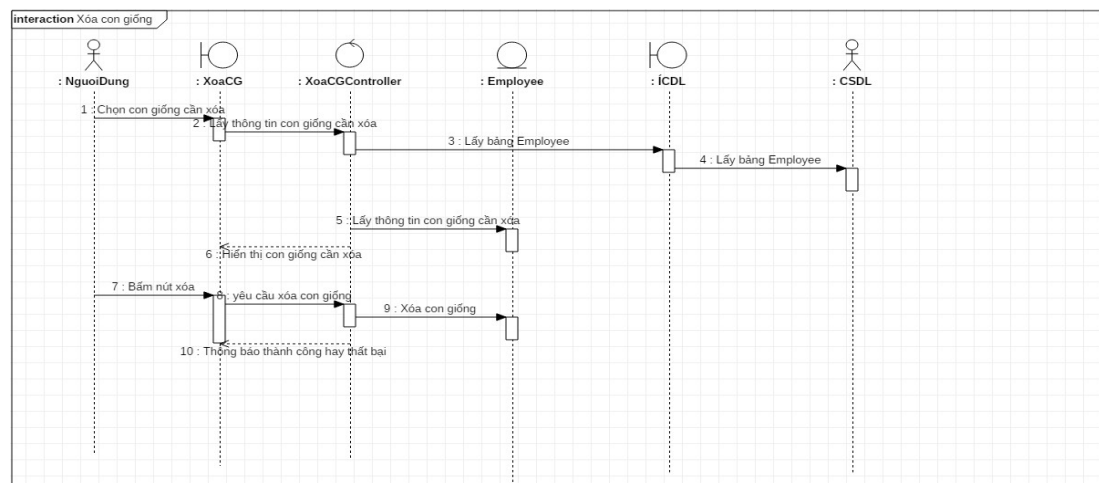 interaction Xóa con giống
: NguoiDung
: XoaCG
: XoaCGController
: Employee
: ÍCDL
: CSDL
1 : Chọn con giống cần xóa
2 : Lấy thông tin con giống cần xóa
3 : Lấy bảng Employee
4 : Lấy bảng Employee
5 : Lấy thông tin con giống cần xóa
6 : Hiển thị con giống cần xóa
7 : Bấm nút xóa
8 : yêu cầu xóa con giống
9 : Xóa con giống
10 : Thông báo thành công hay thất bại